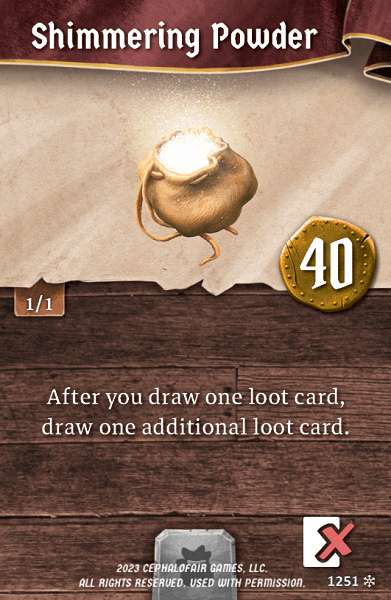 Shimmering Powder
40
1/1
After you draw one loot card,
draw one additional loot card.
2023 CEPHALOFAIR GAMES, LLC.
ALL RIGHTS RESERVED. USED WITH PERMISSION.
1251